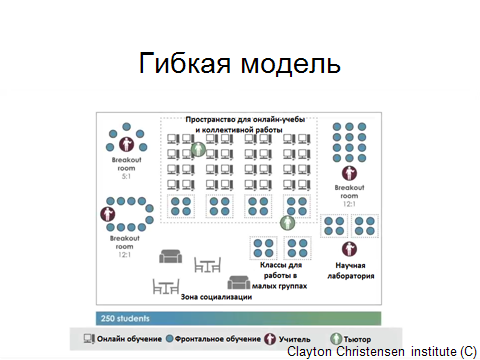 Гибкая модель
Пространство для онлайн-учебы
и коллективной работы
Breakout
room
5:1
Breakout
room
12:1
Breakout
room
12:1
Классы для
работы в
малых группах
Научная
лаборатория
Зона социализации
250 students
Онлайн обучение
Фронтальное обучение
Учитель
Тьютор
Clayton Christensen institute (C)